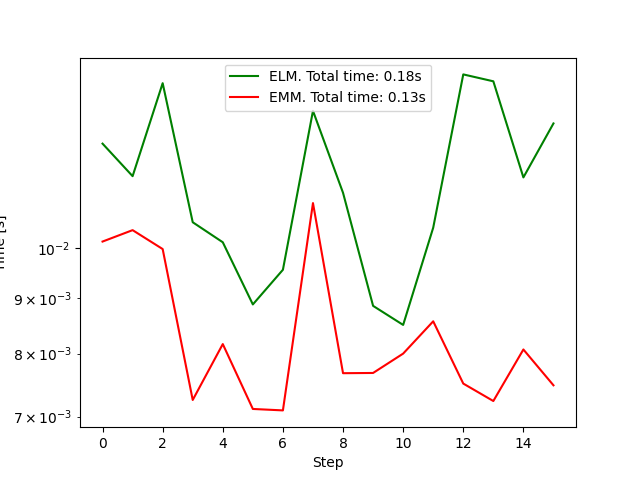 ELM. Total time: 0.18s
EMM. Total time: 0.13s
Time [s]
10⁻²
9 × 10⁻³
8 × 10⁻³
7 × 10⁻³
0 2 4 6 8 10 12 14
Step